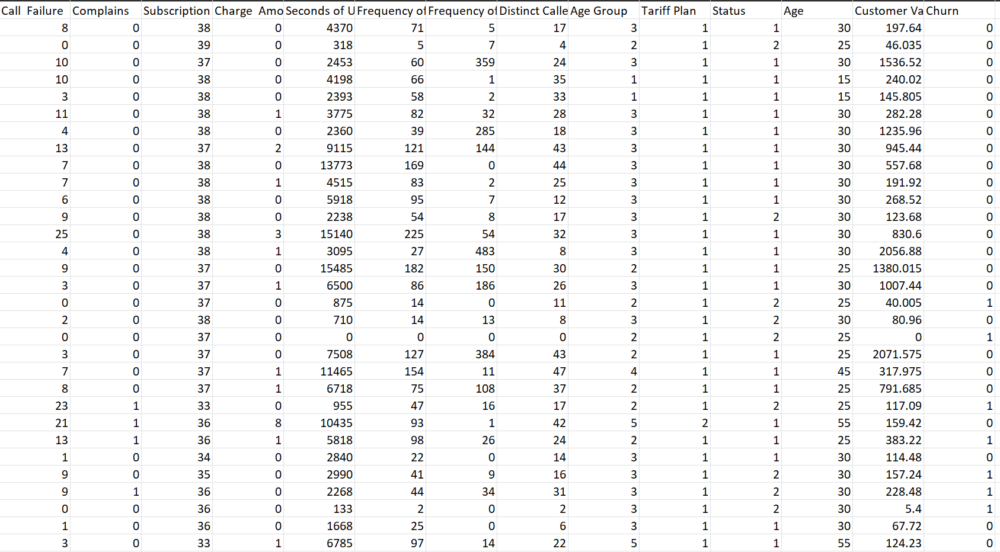 Call Failure Complains Subscription Charge Amo Seconds of U Frequency of Frequency of Distinct Calle Age Group Tariff Plan Status Age Customer Va Churn
8 0 38 0 4370 71 5 17 3 1 1 30 197.64 0
0 0 39 0 318 5 7 4 2 1 2 25 46.035 0
10 0 37 0 2453 60 359 24 3 1 1 30 1536.52 0
10 0 38 0 4198 66 1 35 1 1 1 15 240.02 0
3 0 38 0 2393 58 2 33 1 1 1 15 145.805 0
11 0 38 1 3775 82 32 28 3 1 1 30 282.28 0
4 0 38 0 2360 39 285 18 3 1 1 30 1235.96 0
13 0 37 2 9115 121 144 43 3 1 1 30 945.44 0
7 0 38 0 13773 169 0 44 3 1 1 30 557.68 0
7 0 38 1 4515 83 2 25 3 1 1 30 191.92 0
6 0 38 0 5918 95 7 12 3 1 1 30 268.52 0
9 0 38 0 2238 54 8 17 3 1 2 30 123.68 0
25 0 38 3 15140 225 54 32 3 1 1 30 830.6 0
4 0 38 1 3095 27 483 8 3 1 1 30 2056.88 0
9 0 37 0 15485 182 150 30 2 1 1 25 1380.015 0
3 0 37 1 6500 86 186 26 3 1 1 30 1007.44 0
0 0 37 0 875 14 0 11 2 1 2 25 40.005 1
2 0 38 0 710 14 13 8 3 1 2 30 80.96 0
0 0 37 0 0 0 0 0 2 1 2 25 0 1
3 0 37 0 7508 127 384 43 2 1 1 25 2071.575 0
7 0 37 1 11465 154 11 47 4 1 1 45 317.975 0
8 0 37 1 6718 75 108 37 2 1 1 25 791.685 0
23 1 33 0 955 47 16 17 2 1 2 25 117.09 1
21 1 36 8 10435 93 1 42 5 2 1 55 159.42 0
13 1 36 1 5818 98 26 24 2 1 1 25 383.22 1
1 0 34 0 2840 22 0 14 3 1 1 30 114.48 0
9 0 35 0 2990 41 9 16 3 1 2 30 157.24 1
9 1 36 0 2268 44 34 31 3 1 2 30 228.48 1
0 0 36 0 133 2 0 2 3 1 2 30 5.4 1
1 0 36 0 1668 25 0 6 3 1 1 30 67.72 0
3 0 33 1 6785 97 14 22 5 1 1 55 124.23 0